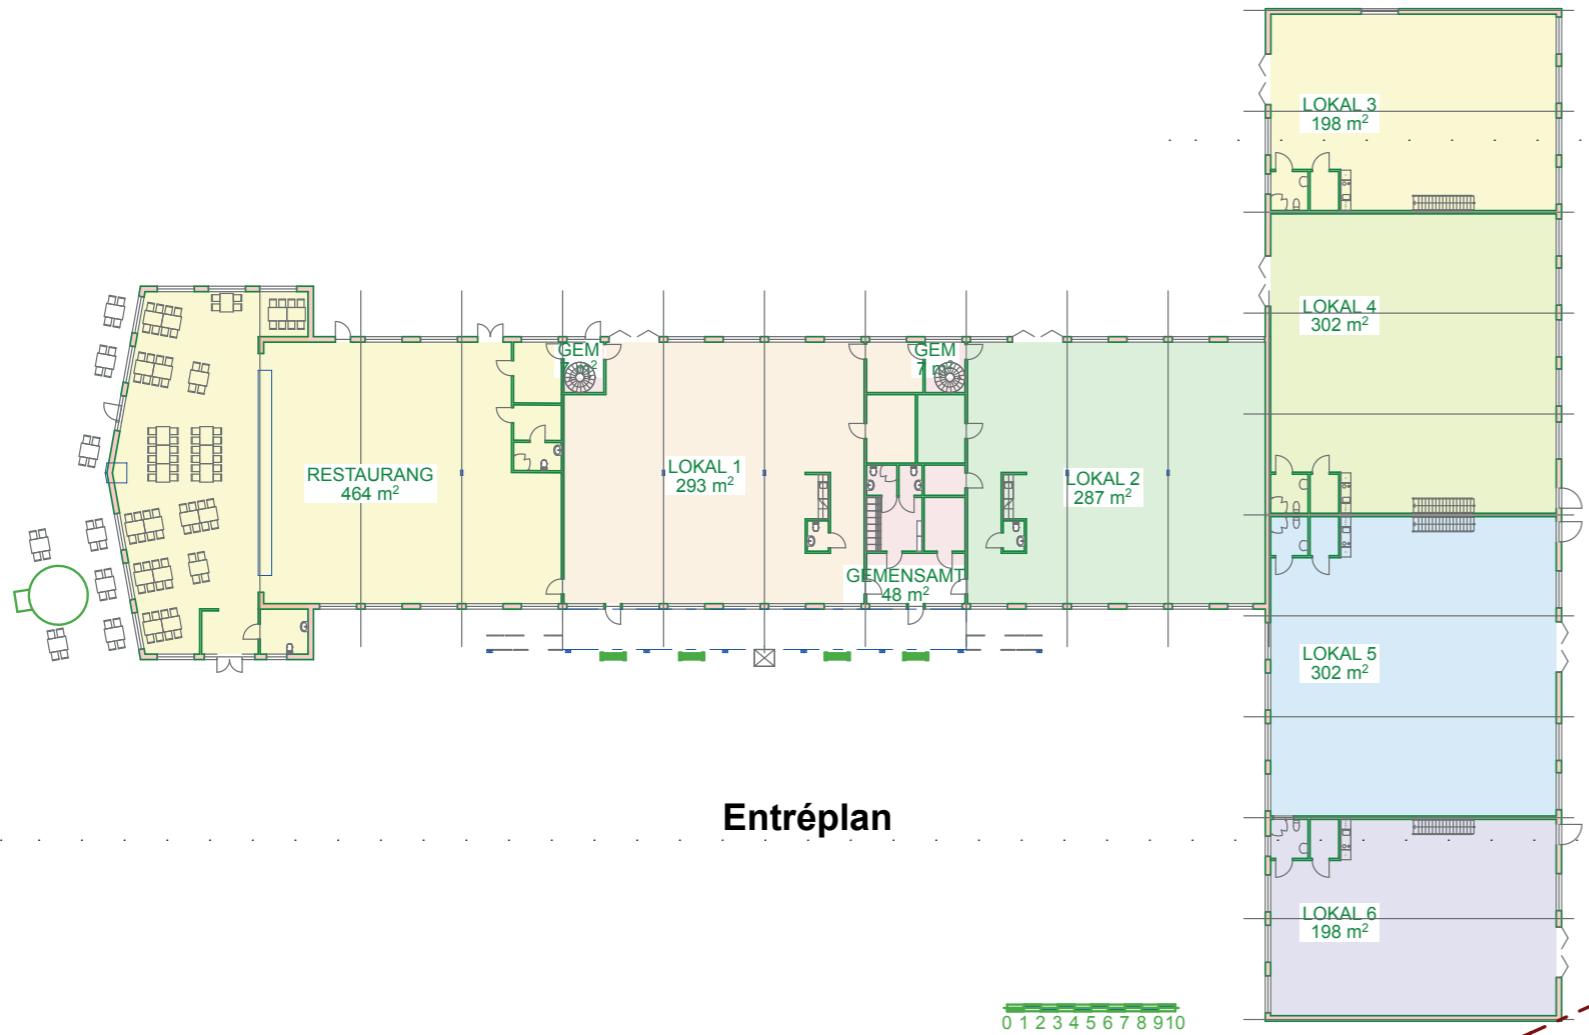 LOKAL 3
198 m²
LOKAL 4
302 m²
GEM
7 m²
GEM
7 m²
RESTAURANG
464 m²
LOKAL 1
293 m²
LOKAL 2
287 m²
GEMENSAMT
48 m²
LOKAL 5
302 m²
Entréplan
LOKAL 6
198 m²
0 1 2 3 4 5 6 7 8 9 10